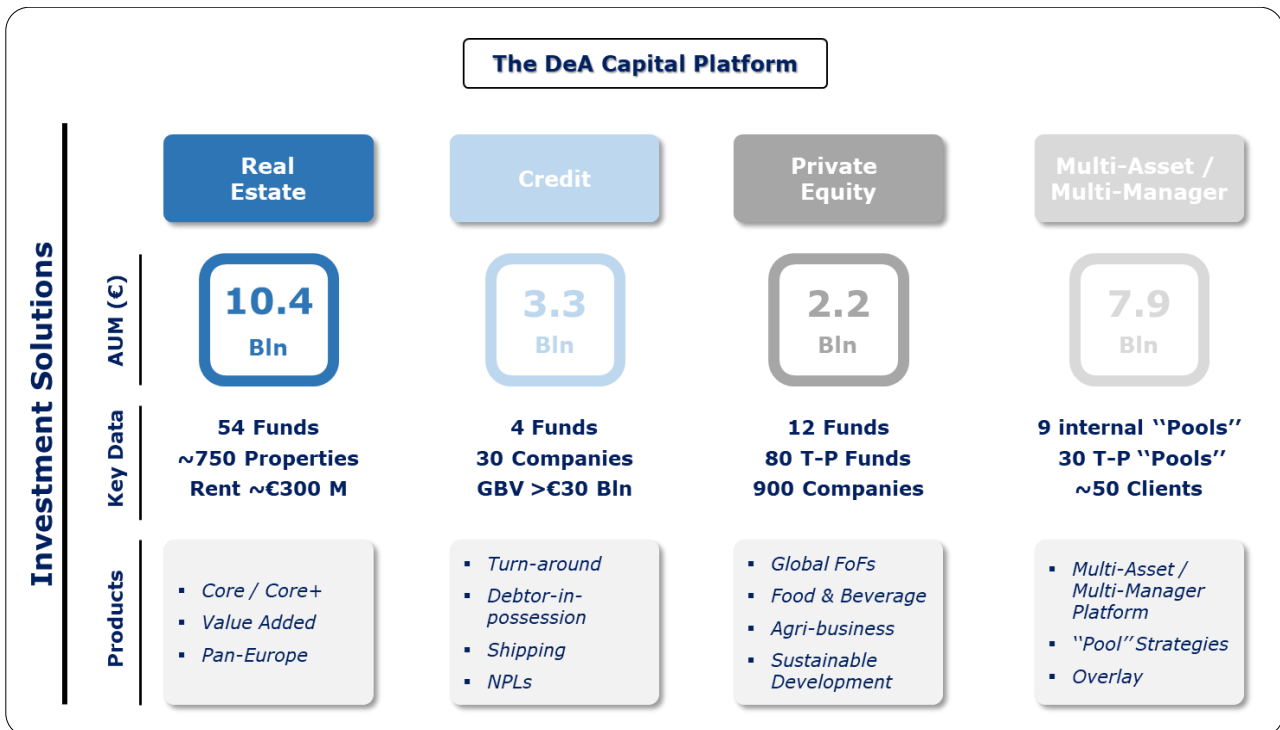 The DeA Capital Platform
Investment Solutions
Real
Estate
Credit
Private
Equity
Multi-Asset /
Multi-Manager
AUM (€)
10.4
Bln
3.3
Bln
2.2
Bln
7.9
Bln
Key Data
54 Funds
~750 Properties
Rent ~€300 M
4 Funds
30 Companies
GBV >€30 Bln
12 Funds
80 T-P Funds
900 Companies
9 internal ‘‘Pools’’
30 T-P ‘‘Pools’’
~50 Clients
Products
▪ Core / Core+
▪ Value Added
▪ Pan-Europe
▪ Turn-around
▪ Debtor-in-
possession
▪ Shipping
▪ NPLs
▪ Global FoFs
▪ Food & Beverage
▪ Agri-business
▪ Sustainable
Development
▪ Multi-Asset /
Multi-Manager
Platform
▪ ‘‘Pool’’ Strategies
▪ Overlay